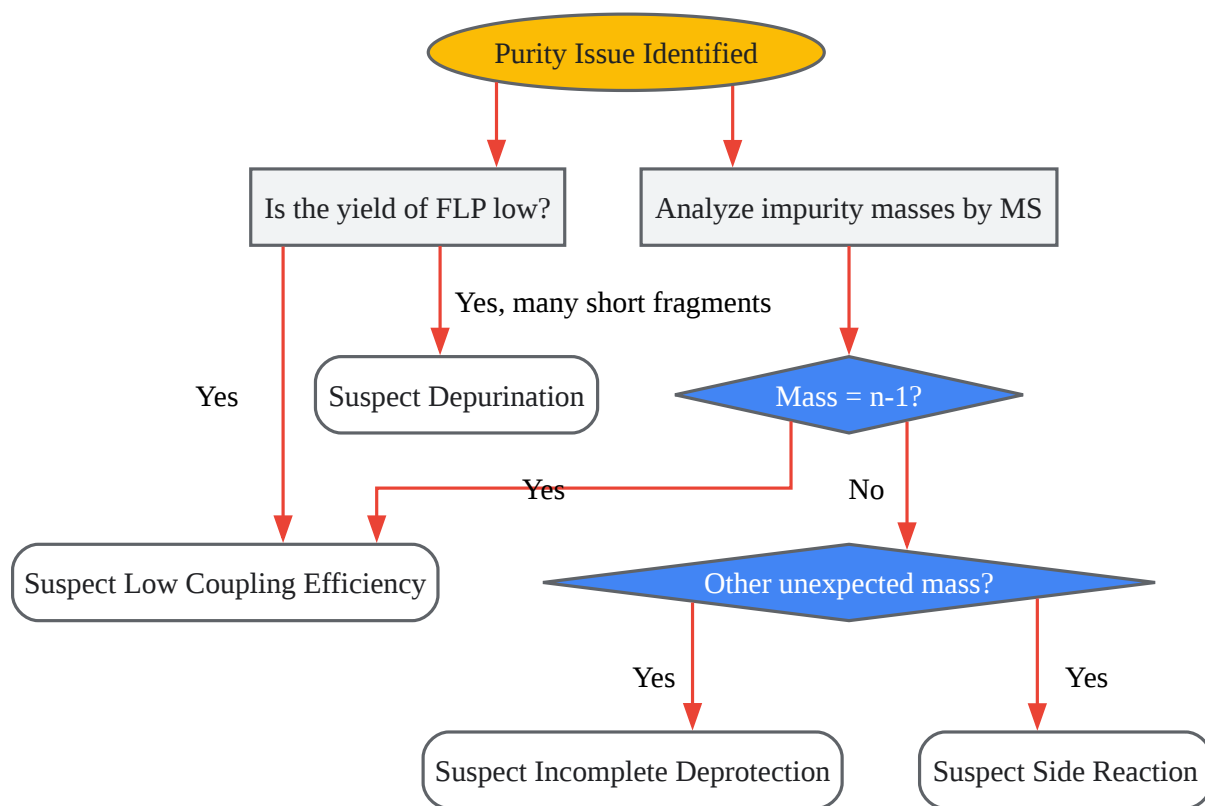 Purity Issue Identified
Is the yield of FLP low?
Analyze impurity masses by MS
Yes, many short fragments
Yes
Suspect Depurination
Mass = n-1?
Yes
No
Suspect Low Coupling Efficiency
Other unexpected mass?
Yes
Yes
Suspect Incomplete Deprotection
Suspect Side Reaction